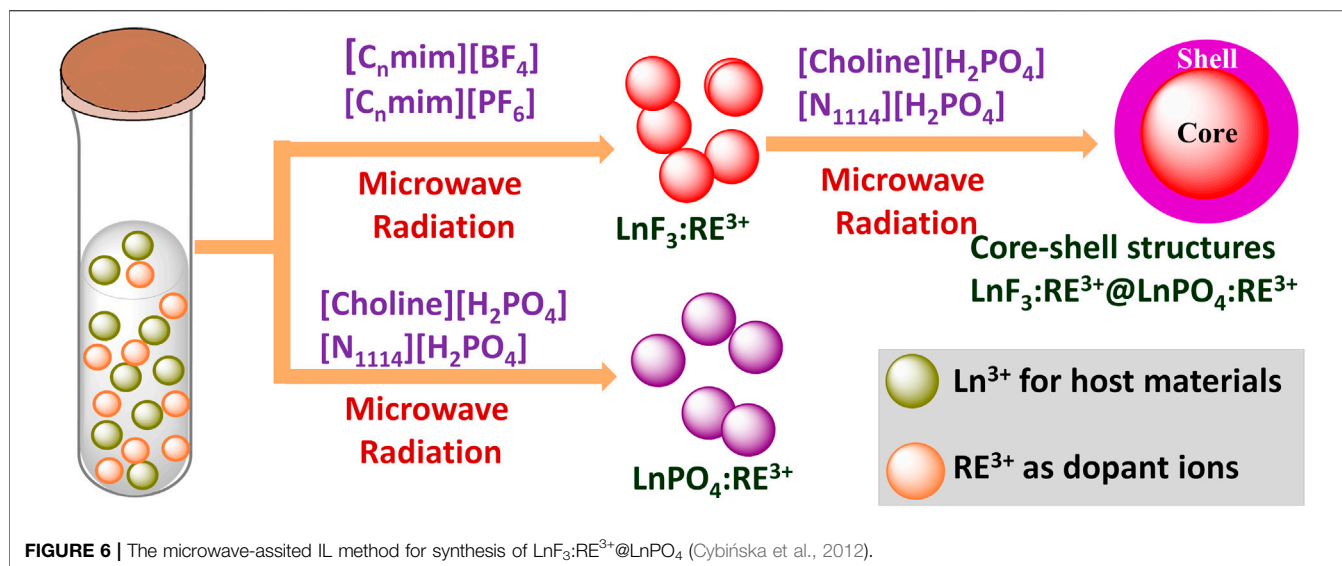 [Cₙmim][BF₄]
[Cₙmim][PF₆]
Microwave
Radiation
LnF₃:RE³⁺
[Choline][H₂PO₄]
[N₁₁₁₄][H₂PO₄]
Microwave
Radiation
Shell
Core
Core-shell structures
LnF₃:RE³⁺@LnPO₄:RE³⁺
[Choline][H₂PO₄]
[N₁₁₁₄][H₂PO₄]
Microwave
Radiation
LnPO₄:RE³⁺
Ln³⁺ for host materials
RE³⁺ as dopant ions
FIGURE 6 | The microwave-assited IL method for synthesis of LnF₃:RE³⁺@LnPO₄ (Cybińska et al., 2012).